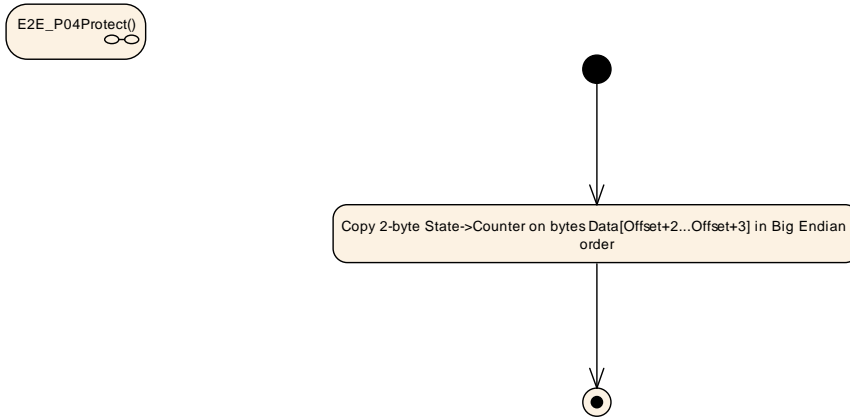 E2E_P04Protect()
Copy 2-byte State->Counter on bytes Data[Offset+2...Offset+3] in Big Endian
order